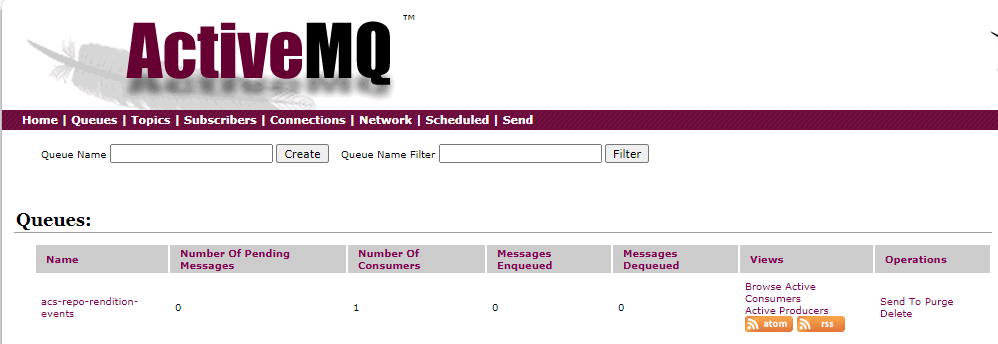 ActiveMQ™
Home | Queues | Topics | Subscribers | Connections | Network | Scheduled | Send
Queue Name Create Queue Name Filter Filter
Queues:
Name Number Of Pending Messages Number Of Consumers Messages Enqueued Messages Dequeued Views Operations
acs-repo-rendition-
events
0 1 0 0
Browse Active
Consumers
Active Producers
atom rss
Send To Purge
Delete